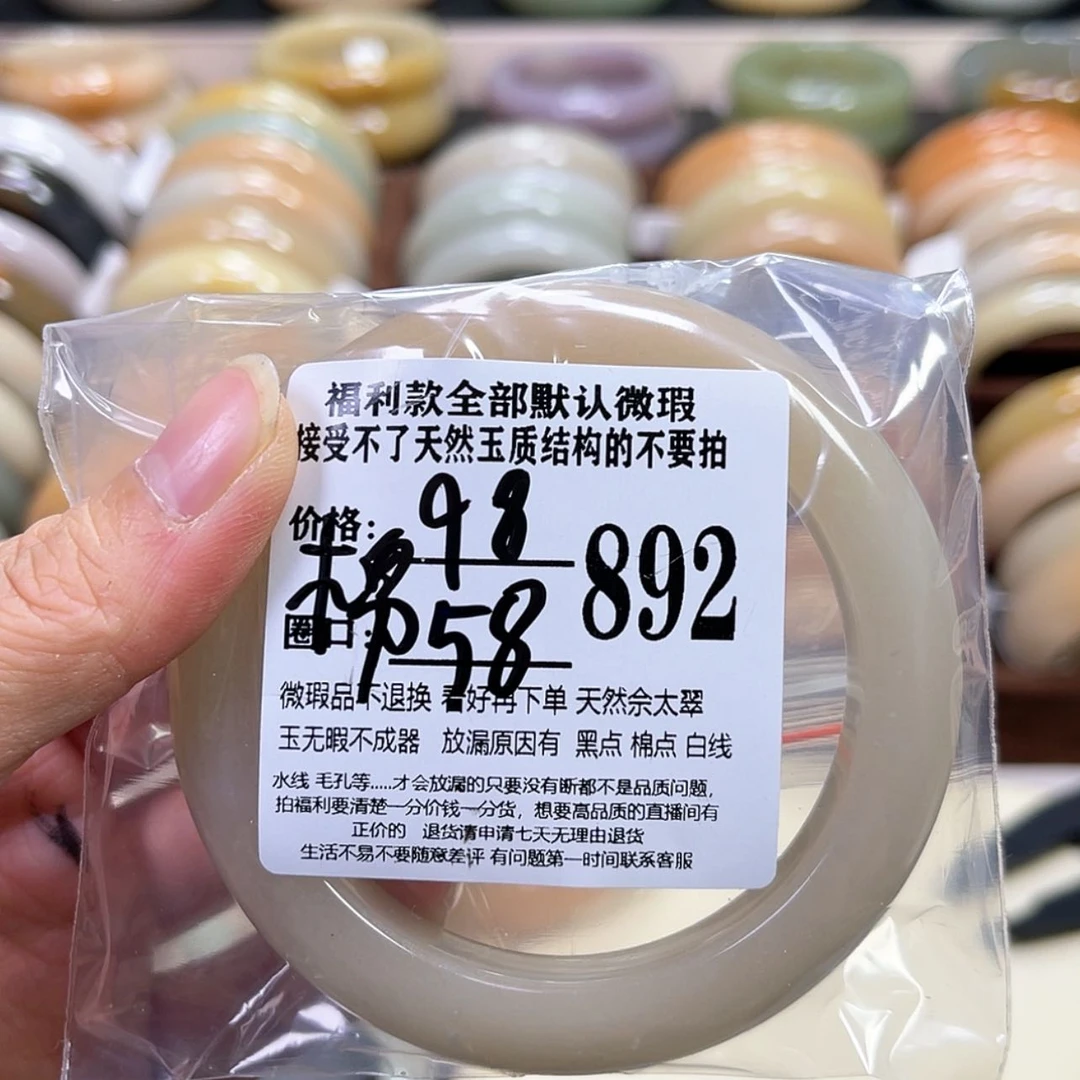 福利款全部默认微瑕
接受不了天然玉质结构的不要拍
价格: 98
892
棉
圈口: 58
微瑕品不退换 看好再下单 天然佘太翠
玉无暇不成器 放漏原因有 黑点 棉点 白线
水线 毛孔等.....才会放漏的只要没有断都不是品质问题,
拍福利要清楚一分价钱一分货，想要高品质的直播间有
正价的 退货请申请七天无理由退货
生活不易不要随意差评 有问题第一时间联系客服